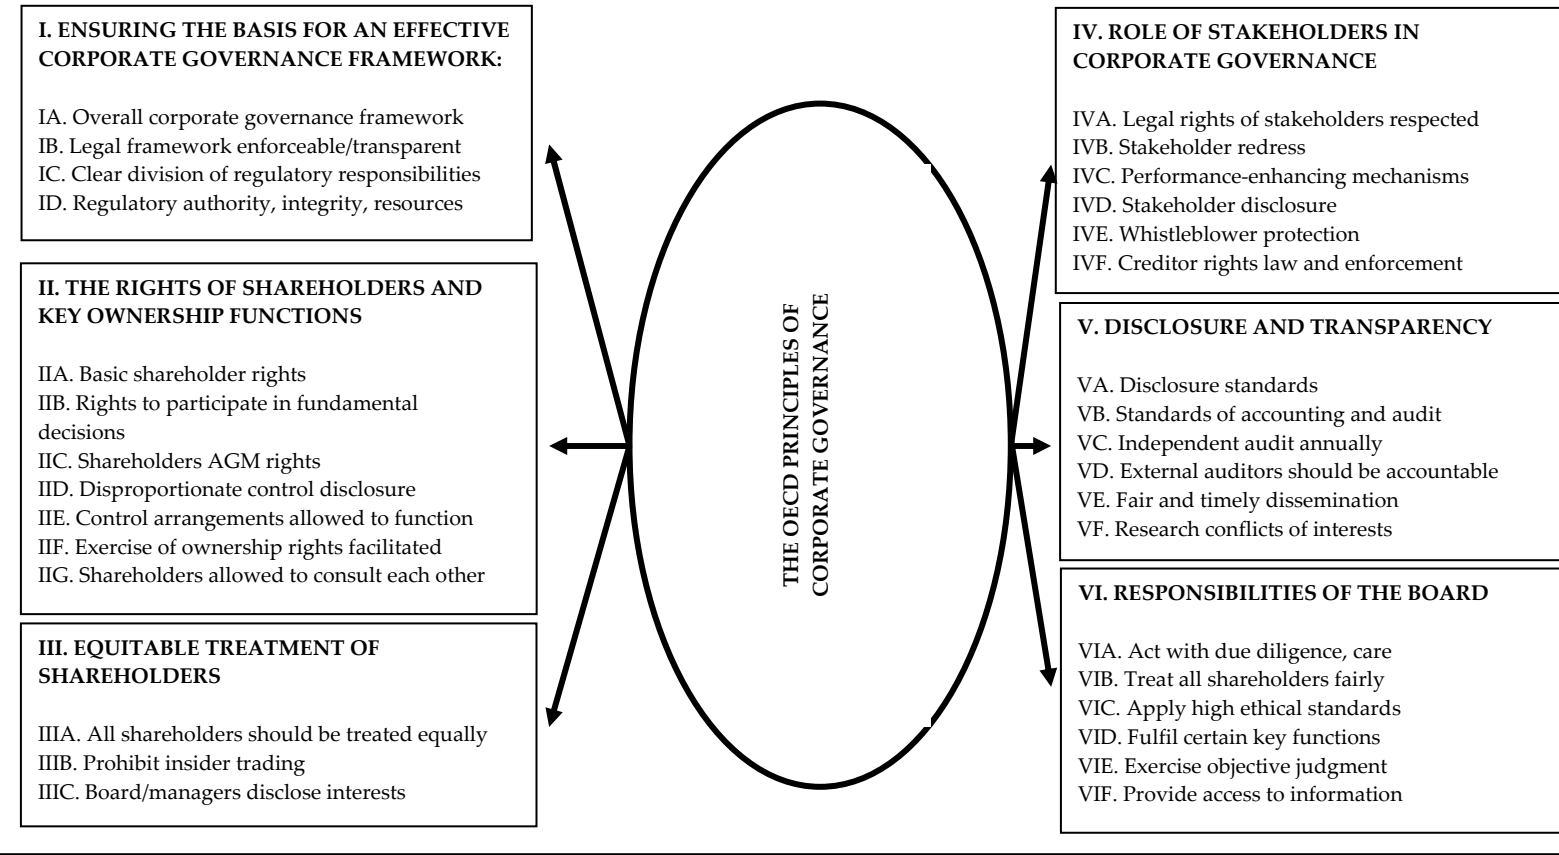 I. ENSURING THE BASIS FOR AN EFFECTIVE
CORPORATE GOVERNANCE FRAMEWORK:
IA. Overall corporate governance framework
IB. Legal framework enforceable/transparent
IC. Clear division of regulatory responsibilities
ID. Regulatory authority, integrity, resources
II. THE RIGHTS OF SHAREHOLDERS AND
KEY OWNERSHIP FUNCTIONS
IIA. Basic shareholder rights
IIB. Rights to participate in fundamental
decisions
IIC. Shareholders AGM rights
IID. Disproportionate control disclosure
IIE. Control arrangements allowed to function
IIF. Exercise of ownership rights facilitated
IIG. Shareholders allowed to consult each other
III. EQUITABLE TREATMENT OF
SHAREHOLDERS
IIIA. All shareholders should be treated equally
IIIB. Prohibit insider trading
IIIC. Board/managers disclose interests
THE OECD PRINCIPLES OF
CORPORATE GOVERNANCE
IV. ROLE OF STAKEHOLDERS IN
CORPORATE GOVERNANCE
IVA. Legal rights of stakeholders respected
IVB. Stakeholder redress
IVC. Performance-enhancing mechanisms
IVD. Stakeholder disclosure
IVE. Whistleblower protection
IVF. Creditor rights law and enforcement
V. DISCLOSURE AND TRANSPARENCY
VA. Disclosure standards
VB. Standards of accounting and audit
VC. Independent audit annually
VD. External auditors should be accountable
VE. Fair and timely dissemination
VF. Research conflicts of interests
VI. RESPONSIBILITIES OF THE BOARD
VIA. Act with due diligence, care
VIB. Treat all shareholders fairly
VIC. Apply high ethical standards
VID. Fulfil certain key functions
VIE. Exercise objective judgment
VIF. Provide access to information